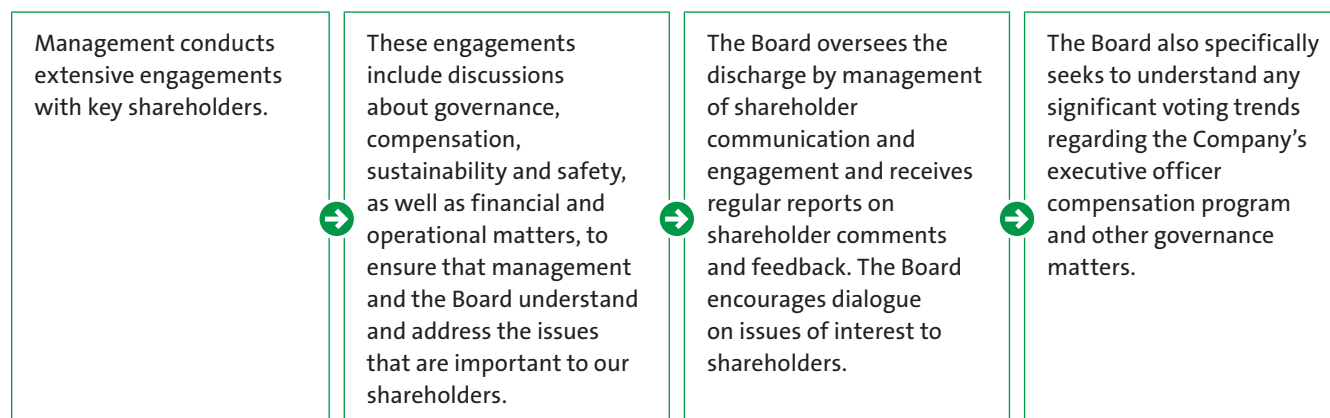 Management conducts
extensive engagements
with key shareholders.
These engagements
include discussions
about governance,
compensation,
sustainability and safety,
as well as financial and
operational matters, to
ensure that management
and the Board understand
and address the issues
that are important to our
shareholders.
The Board oversees the
discharge by management
of shareholder
communication and
engagement and receives
regular reports on
shareholder comments
and feedback. The Board
encourages dialogue
on issues of interest to
shareholders.
The Board also specifically
seeks to understand any
significant voting trends
regarding the Company’s
executive officer
compensation program
and other governance
matters.